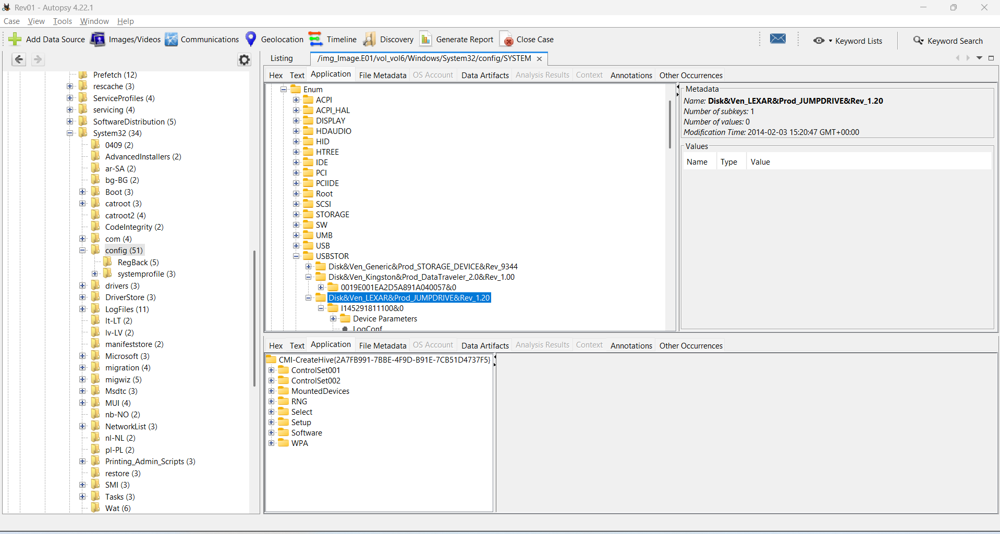 Rev01 - Autopsy 4.22.1
Case View Tools Window Help
Add Data Source Images/Videos Communications Geolocation Timeline Discovery Generate Report Close Case Keyword Lists Keyword Search
Prefetch (12)
rescache (3)
ServiceProfiles (4)
servicing (4)
SoftwareDistribution (5)
System32 (34)
0409 (2)
AdvancedInstallers (2)
ar-SA (2)
bg-BG (2)
Boot (3)
catroot (3)
catroot2 (4)
CodeIntegrity (2)
com (4)
config (51)
RegBack (5)
systemprofile (3)
drivers (3)
DriverStore (3)
LogFiles (11)
lt-LT (2)
lv-LV (2)
manifeststore (2)
Microsoft (3)
migration (4)
migwiz (5)
Msdtc (3)
MUI (4)
nb-NO (2)
NetworkList (3)
nl-NL (2)
pl-PL (2)
Printing_Admin_Scripts (3)
restore (3)
SMI (3)
Tasks (3)
Wat (6)
Listing /img_Image.E01/vol_vol6/Windows/System32/config/SYSTEM
Hex Text Application File Metadata OS Account Data Artifacts Analysis Results Context Annotations Other Occurrences
Enum
ACPI
ACPI_HAL
DISPLAY
HDAUDIO
HID
HTREE
IDE
PCI
PCIIDE
Root
SCSI
STORAGE
SW
UMB
USB
USBSTOR
Disk&Ven_Generic&Prod_STORAGE_DEVICE&Rev_9344
Disk&Ven_Kingston&Prod_DataTraveler_2.0&Rev_1.00
0019E001EA2D5A891A040057&0
Disk&Ven_LEXAR&Prod_JUMPDRIVE&Rev_1.20
I145291811100&0
Device Parameters
LogConf
Metadata
Name: Disk&Ven_LEXAR&Prod_JUMPDRIVE&Rev_1.20
Number of subkeys: 1
Number of values: 0
Modification Time: 2014-02-03 15:20:47 GMT+00:00
Values
Name Type Value
Hex Text Application File Metadata OS Account Data Artifacts Analysis Results Context Annotations Other Occurrences
CMI-CreateHive{2A7FB991-7BBE-4F9D-B91E-7CB51D4737F5}
ControlSet001
ControlSet002
MountedDevices
RNG
Select
Setup
Software
WPA